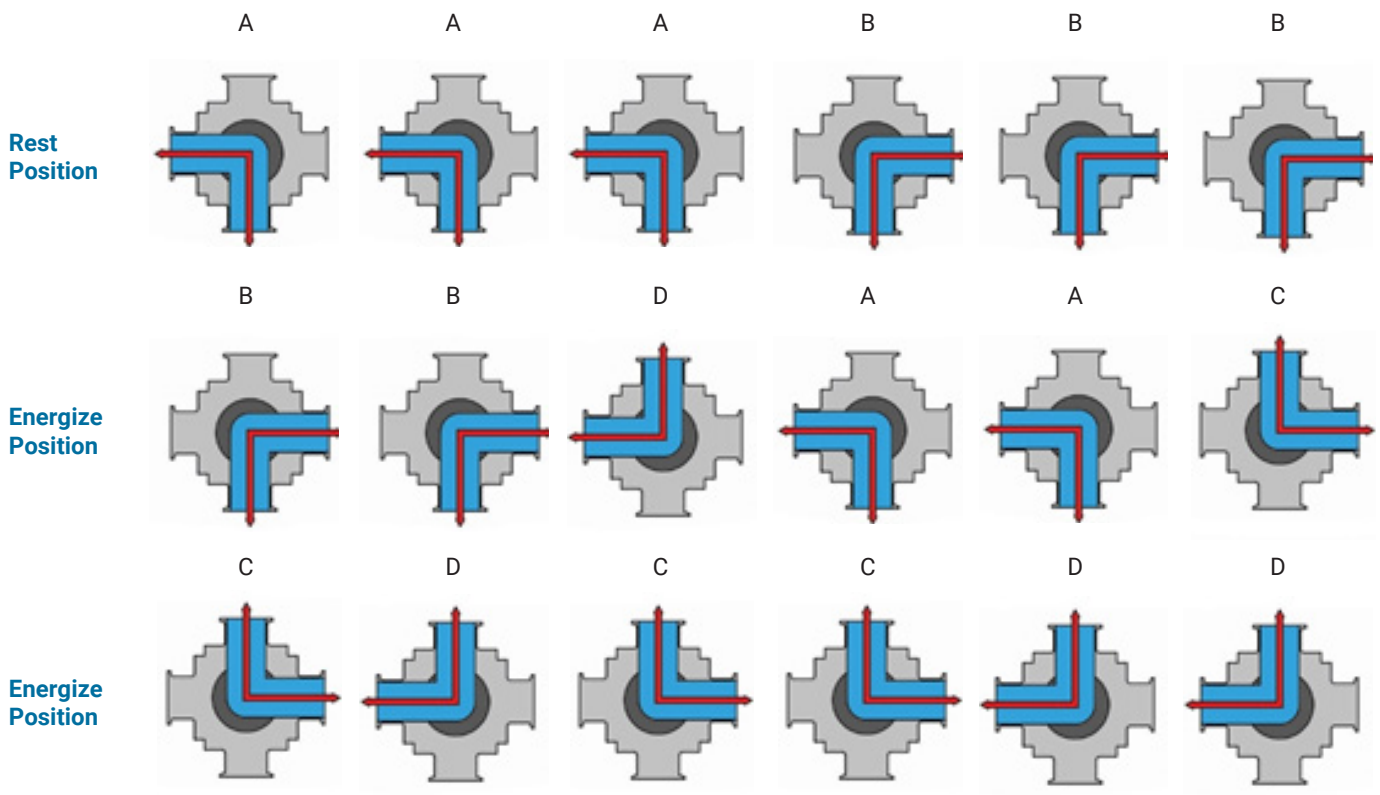 A A A B B B
Rest
Position
B B D A A C
Energize
Position
C D C C D D
Energize
Position